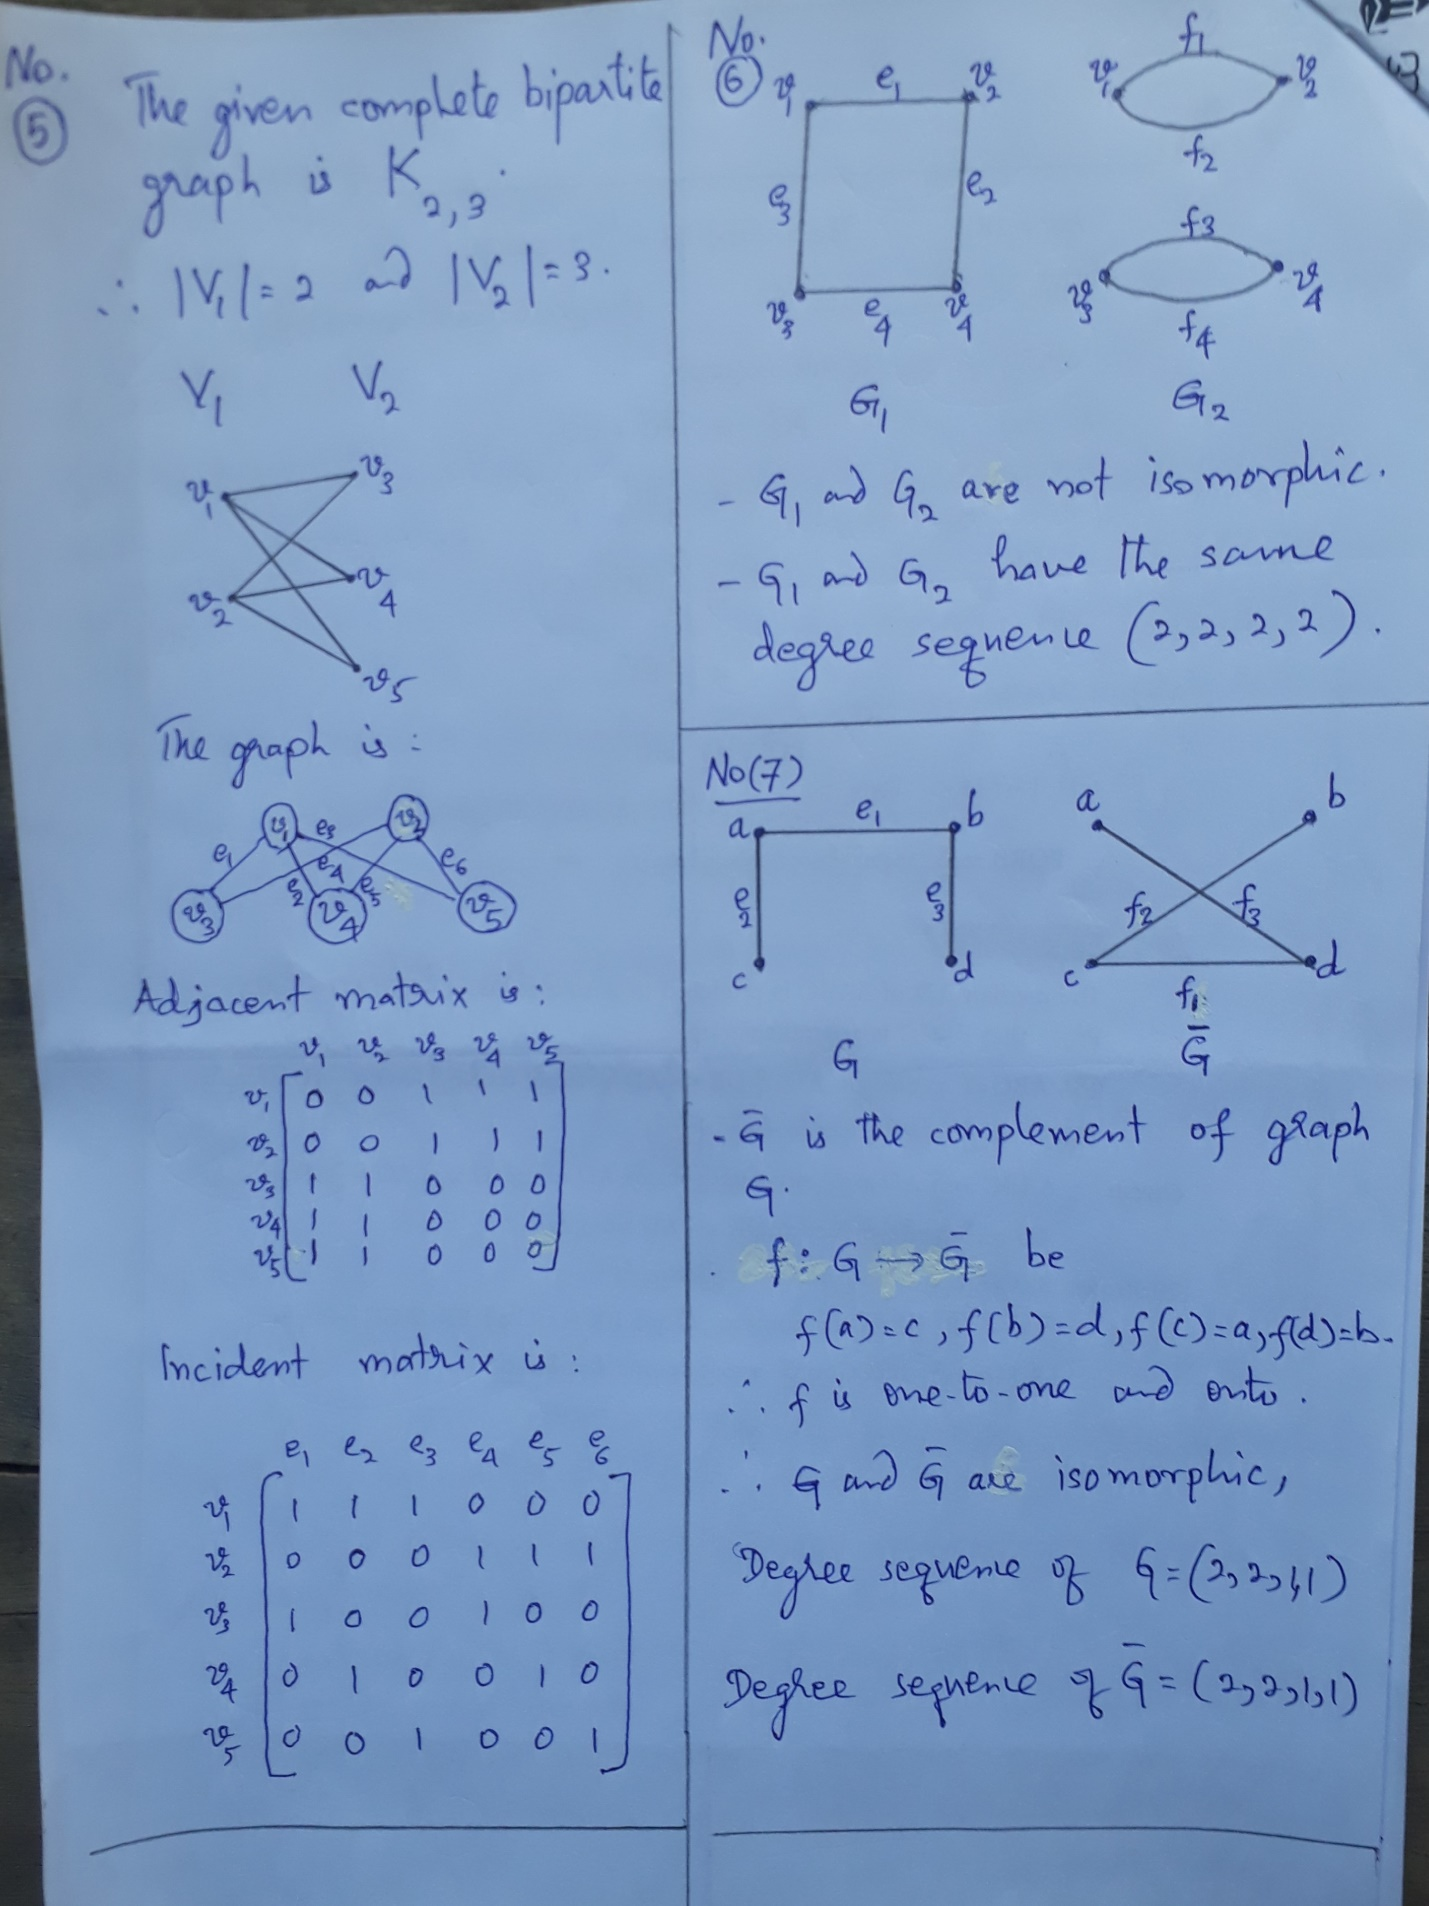 No.
⑤
The given complete bipartite
graph is K₂,₃.
∴ |V₁| = 2 and |V₂| = 3.
V₁ V₂
v₁ v₃
v₂ v₄
v₅
The graph is :
v₁ e₃ v₂
e₁ e₄ e₆
e₂ e₅
v₃ v₄ v₅
Adjacent matrix is :
v₁ v₂ v₃ v₄ v₅
v₁ 0 0 1 1 1
v₂ 0 0 1 1 1
v₃ 1 1 0 0 0
v₄ 1 1 0 0 0
v₅ 1 1 0 0 0
Incident matrix is :
e₁ e₂ e₃ e₄ e₅ e₆
v₁ 1 1 1 0 0 0
v₂ 0 0 0 1 1 1
v₃ 1 0 0 1 0 0
v₄ 0 1 0 0 1 0
v₅ 0 0 1 0 0 1
No.
⑥
v₁ e₁ v₂
e₃ e₂
v₃ e₄ v₄
G₁
f₁
v₁ v₂
f₂
f₃
v₃ v₄
f₄
G₂
- G₁ and G₂ are not isomorphic.
- G₁ and G₂ have the same
degree sequence (2,2,2,2).
No(7)
a e₁ b
e₂ e₃
c d
G
a b
f₂ f₃
c d
f₁
Ḡ
- Ḡ is the complement of graph
G.
f : G → Ḡ be
f(a)=c, f(b)=d, f(c)=a, f(d)=b.
∴ f is one-to-one and onto.
∴ G and Ḡ are isomorphic,
Degree sequence of G=(2,2,1,1)
Degree sequence of Ḡ = (2,2,1,1)